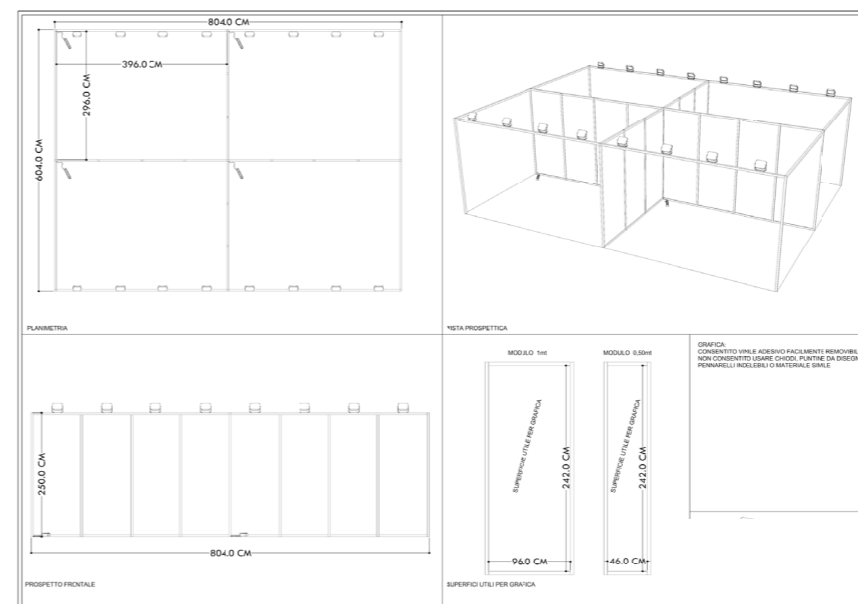 804.0 CM
396.0 CM
296.0 CM
604.0 CM
PLANIMETRIA
VISTA PROSPETTICA
250.0 CM
804.0 CM
PROSPETTO FRONTALE
MODULO 1mt
MODULO 0,50mt
SUPERFICIE UTILE PER GRAFICA
242.0 CM
96.0 CM
SUPERFICIE UTILE PER GRAFICA
242.0 CM
46.0 CM
SUPERFICI UTILI PER GRAFICA
GRAFICA:
CONSENTITO VINILE ADESIVO FACILMENTE REMOVIBIL
NON CONSENTITO USARE CHIODI, PUNTINE DA DISEGN
PENNARELLI INDELEBILI O MATERIALE SIMILE